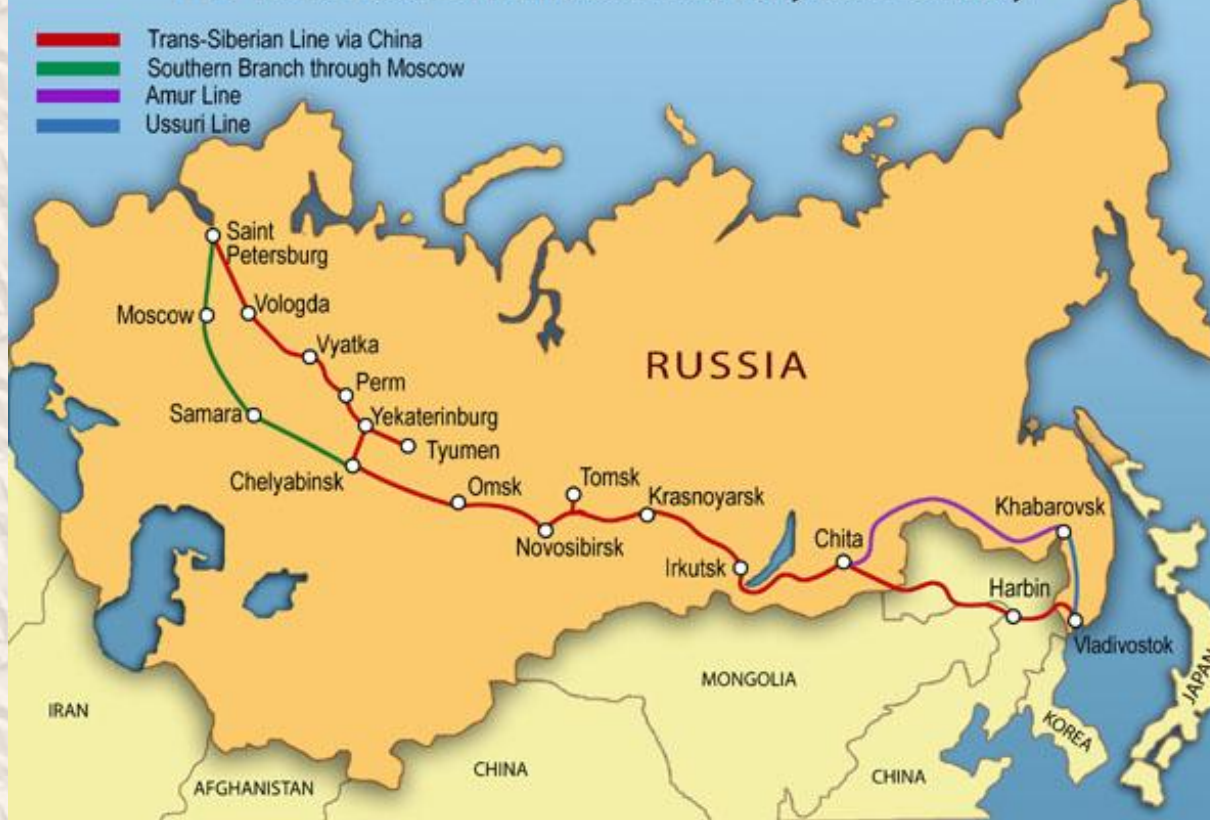 Trans-Siberian Line via China
Southern Branch through Moscow
Amur Line
Ussuri Line
Saint
Petersburg
Moscow
Vologda
Vyatka
RUSSIA
Perm
Samara
Yekaterinburg
Tyumen
Chelyabinsk
Omsk
Tomsk
Krasnoyarsk
Novosibirsk
Irkutsk
Chita
Khabarovsk
Harbin
Vladivostok
MONGOLIA
IRAN
AFGHANISTAN
CHINA
CHINA
KOREA
JAPAN